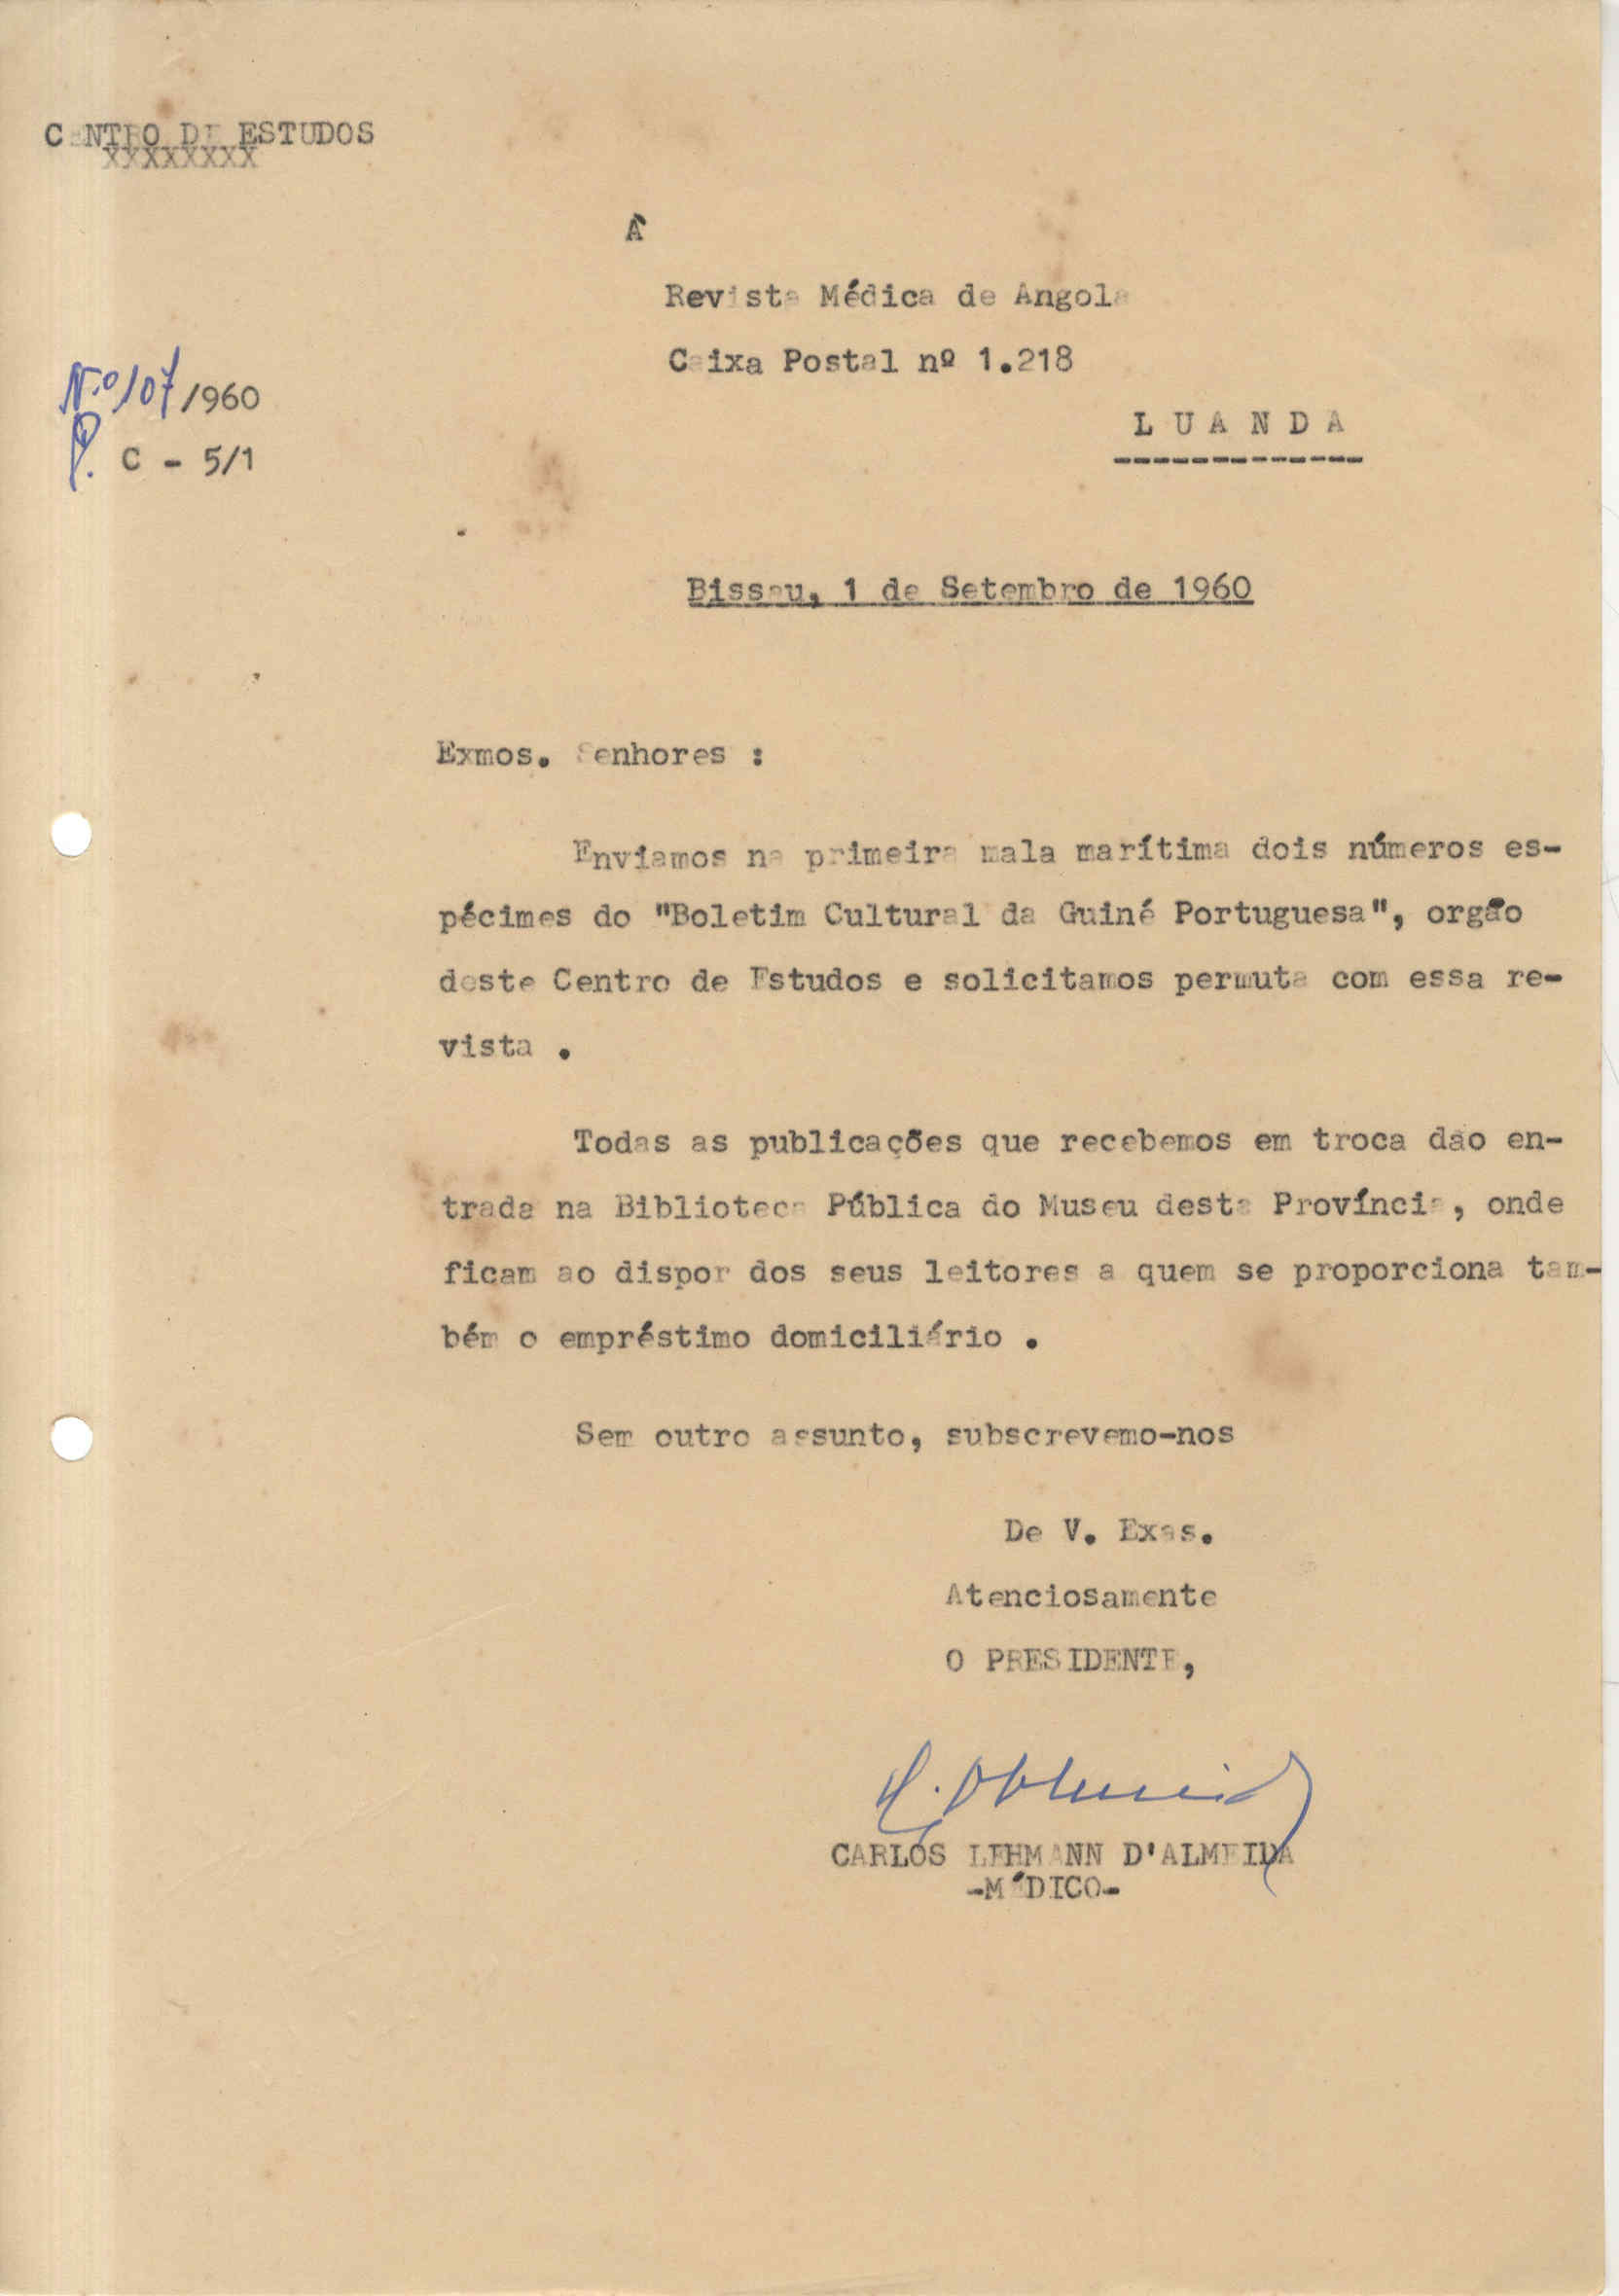 CENTRO DE ESTUDOS
XXXXXXXX
À
Revista Médica de Angola
Caixa Postal nº 1.218
N.º 107/1960
P. C - 5/1
L U A N D A
-------------
Bissau, 1 de Setembro de 1960
Exmos. Senhores :
Enviamos na primeira mala marítima dois números es-
pécimes do "Boletim Cultural da Guiné Portuguesa", orgão
deste Centro de Estudos e solicitamos permuta com essa re-
vista .
Todas as publicações que recebemos em troca dão en-
trada na Biblioteca Pública do Museu desta Província, onde
ficam ao dispor dos seus leitores a quem se proporciona tam-
bém o empréstimo domiciliário .
Sem outro assunto, subscrevemo-nos
De V. Exas.
Atenciosamente
O PRESIDENTE,
CARLOS LEHMANN D'ALMEIDA
-MÉDICO-